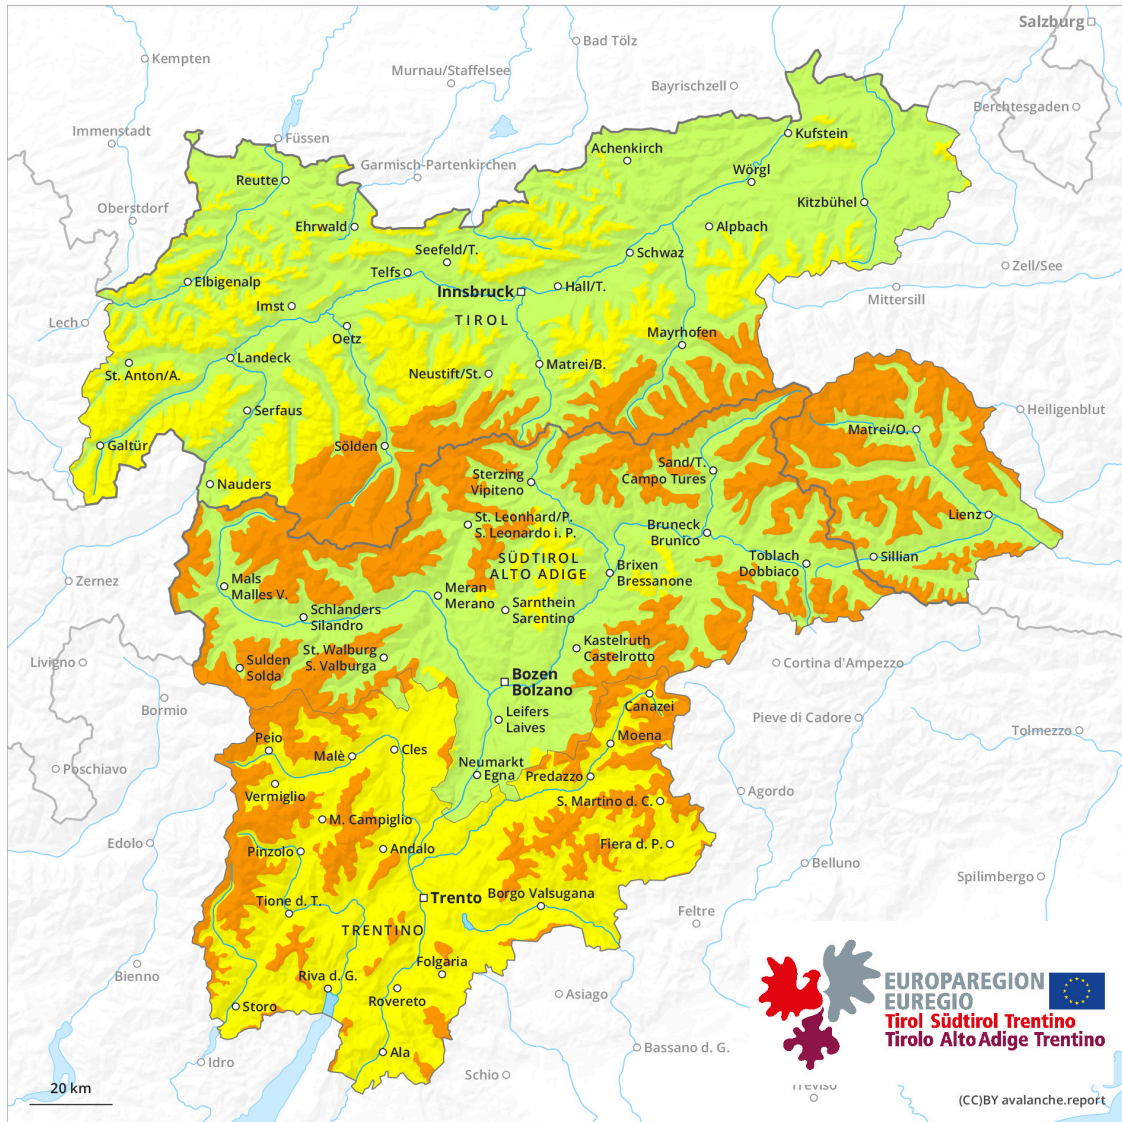 Salzburg
Bad Tölz
Kempten
Murnau/Staffelsee
Bayrischzell
Berchtesgaden
Immenstadt
Füssen
Kufstein
Achenkirch
Garmisch-Partenkirchen
Wörgl
Reutte
Oberstdorf
Kitzbühel
Ehrwald
Alpbach
Seefeld/T.
Schwaz
Telfs
Zell/See
Elbigenalp
Hall/T.
Innsbruck
Mittersill
Imst
TIROL
Lech
Oetz
Mayrhofen
Landeck
St. Anton/A.
Matrei/B.
Neustift/St.
Serfaus
Heiligenblut
Matrei/O.
Galtür
Sölden
Sand/T.
Campo Tures
Sterzing
Vipiteno
Nauders
Lienz
St. Leonhard/P.
S. Leonardo i. P.
Bruneck
Brunico
SÜDTIROL
ALTO ADIGE
Toblach
Dobbiaco
Sillian
Brixen
Bressanone
Zernez
Mals
Malles V.
Meran
Merano
Sarnthein
Sarentino
Schlanders
Silandro
Kastelruth
Castelrotto
St. Walburg
S. Valburga
Livigno
Sulden
Solda
Cortina d'Ampezzo
Bozen
Bolzano
Bormio
Canazei
Leifers
Laives
Pieve di Cadore
Tolmezzo
Peio
Moena
Malè
Cles
Neumarkt
Egna
Poschiavo
Predazzo
Vermiglio
Agordo
S. Martino d. C.
M. Campiglio
Edolo
Pinzolo
Andalo
Fiera d. P.
Belluno
Spilimbergo
Borgo Valsugana
Trento
Tione d. T.
Feltre
TRENTINO
Folgaria
Bienno
Riva d. G.
EUROPAREGION
EUREGIO
Tirol Südtirol Trentino
Tirolo Alto Adige Trentino
Asiago
Rovereto
Storo
Bassano d. G.
Ala
Idro
Schio
Treviso
20 km
(CC)BY avalanche.report